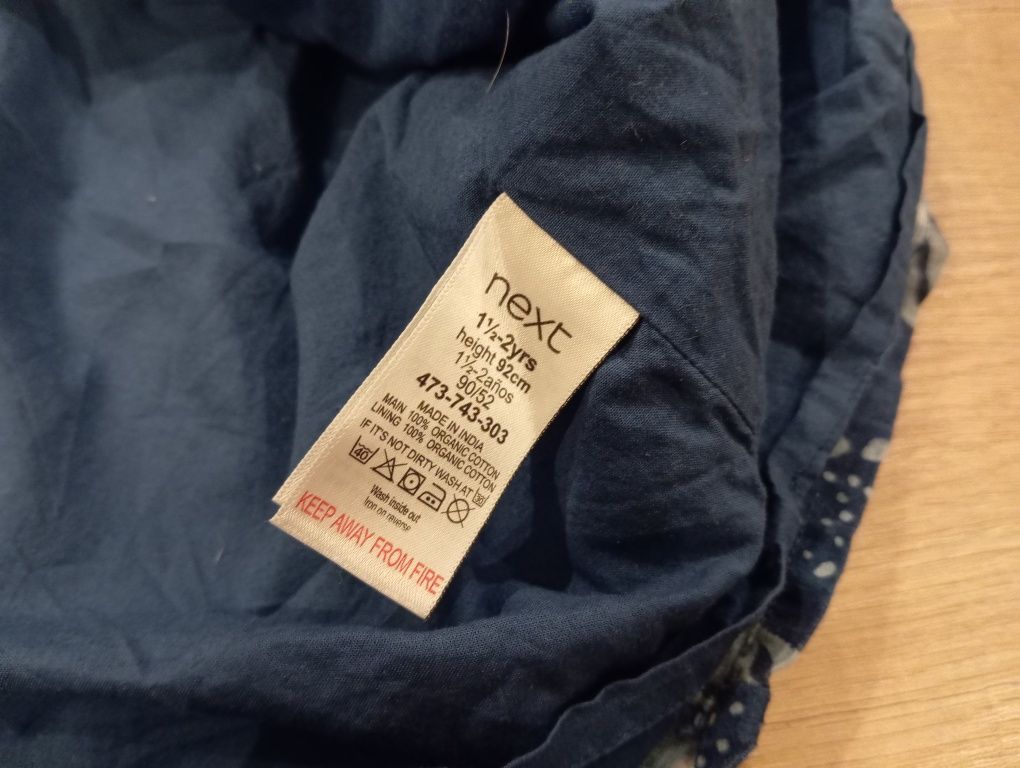 next
1½-2yrs
height 92cm
1½-2años
90/52
473-743-303
MADE IN INDIA
MAIN 100% ORGANIC COTTON
LINING 100% ORGANIC COTTON
IF IT'S NOT DIRTY WASH AT 30
40
Wash inside out
Iron on reverse
KEEP AWAY FROM FIRE